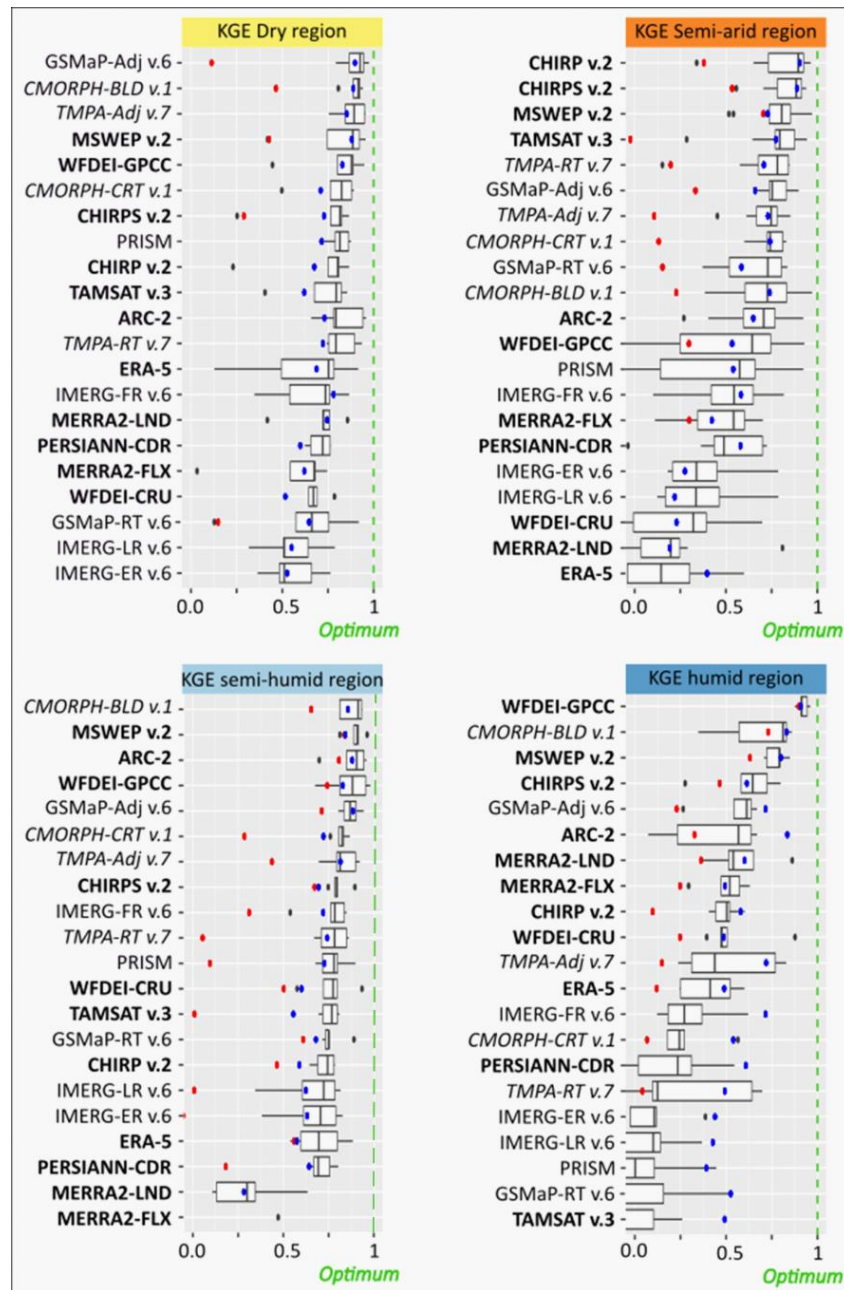 KGE Dry region
GSMaP-Adj v.6
CMORPH-BLD v.1
TMPA-Adj v.7
MSWEP v.2
WFDEI-GPCC
CMORPH-CRT v.1
CHIRPS v.2
PRISM
CHIRP v.2
TAMSAT v.3
ARC-2
TMPA-RT v.7
ERA-5
IMERG-FR v.6
MERRA2-LND
PERSIANN-CDR
MERRA2-FLX
WFDEI-CRU
GSMaP-RT v.6
IMERG-LR v.6
IMERG-ER v.6
0.0 0.5 1
Optimum
KGE Semi-arid region
CHIRP v.2
CHIRPS v.2
MSWEP v.2
TAMSAT v.3
TMPA-RT v.7
GSMaP-Adj v.6
TMPA-Adj v.7
CMORPH-CRT v.1
GSMaP-RT v.6
CMORPH-BLD v.1
ARC-2
WFDEI-GPCC
PRISM
IMERG-FR v.6
MERRA2-FLX
PERSIANN-CDR
IMERG-ER v.6
IMERG-LR v.6
WFDEI-CRU
MERRA2-LND
ERA-5
0.0 0.5 1
Optimum
KGE semi-humid region
CMORPH-BLD v.1
MSWEP v.2
ARC-2
WFDEI-GPCC
GSMaP-Adj v.6
CMORPH-CRT v.1
TMPA-Adj v.7
CHIRPS v.2
IMERG-FR v.6
TMPA-RT v.7
PRISM
WFDEI-CRU
TAMSAT v.3
GSMaP-RT v.6
CHIRP v.2
IMERG-LR v.6
IMERG-ER v.6
ERA-5
PERSIANN-CDR
MERRA2-LND
MERRA2-FLX
0.0 0.5 1
Optimum
KGE humid region
WFDEI-GPCC
CMORPH-BLD v.1
MSWEP v.2
CHIRPS v.2
GSMaP-Adj v.6
ARC-2
MERRA2-LND
MERRA2-FLX
CHIRP v.2
WFDEI-CRU
TMPA-Adj v.7
ERA-5
IMERG-FR v.6
CMORPH-CRT v.1
PERSIANN-CDR
TMPA-RT v.7
IMERG-ER v.6
IMERG-LR v.6
PRISM
GSMaP-RT v.6
TAMSAT v.3
0.0 0.5 1
Optimum